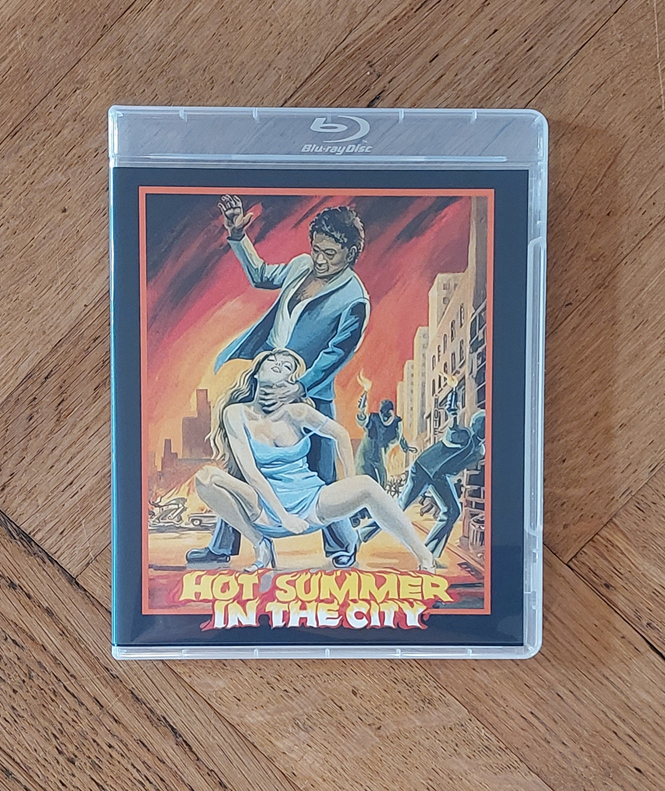 Blu-ray Disc
HOT SUMMER
IN THE CITY